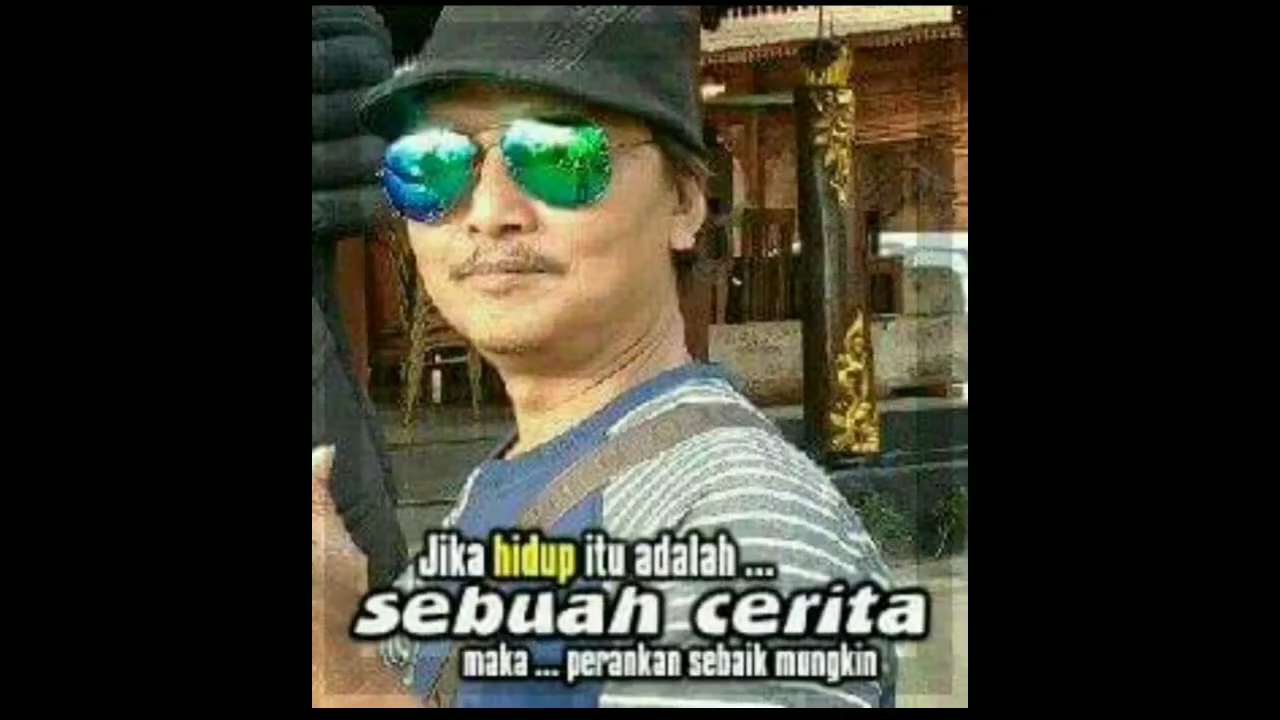 Jika hidup itu adalah ...
sebuah cerita
maka ... perankan sebaik mungkin